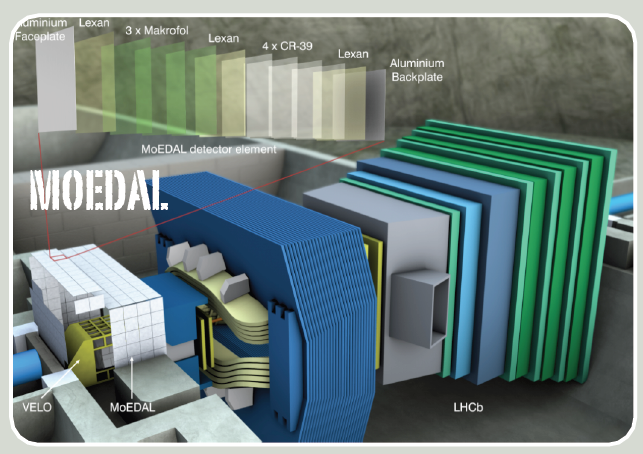 Aluminium
Faceplate
Lexan
3 x Makrofol
Lexan
4 x CR-39
Lexan
Aluminium
Backplate
MoEDAL detector element
MOEDAL
VELO
MoEDAL
LHCb